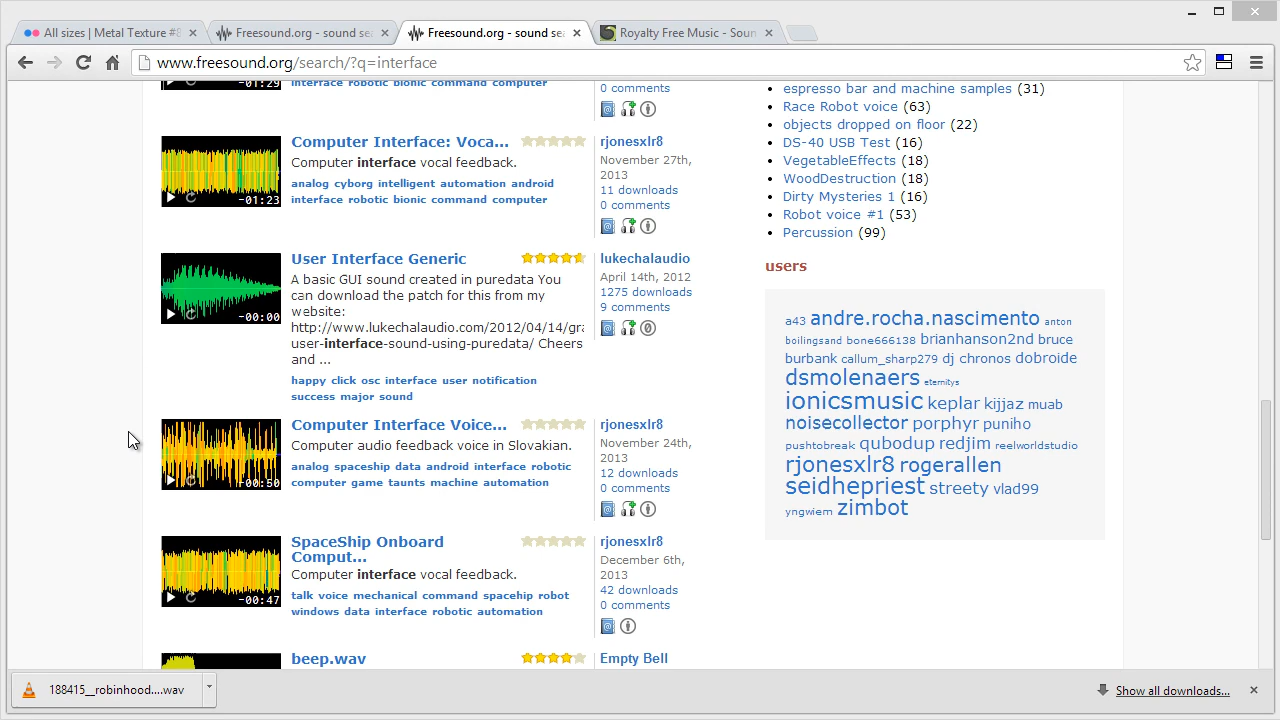 All sizes | Metal Texture #8
Freesound.org - sound se
Freesound.org - sound se
Royalty Free Music - Soun
www.freesound.org/search/?q=interface
-01:29
interface robotic bionic command computer
0 comments
-01:23
Computer Interface: Voca...
Computer interface vocal feedback.
analog cyborg intelligent automation android
interface robotic bionic command computer
rjonesxlr8
November 27th,
2013
11 downloads
0 comments
-00:00
User Interface Generic
A basic GUI sound created in puredata You
can download the patch for this from my
website:
http://www.lukechalaudio.com/2012/04/14/gra
user-interface-sound-using-puredata/ Cheers
and ...
happy click osc interface user notification
success major sound
lukechalaudio
April 14th, 2012
1275 downloads
9 comments
-00:50
Computer Interface Voice...
Computer audio feedback voice in Slovakian.
analog spaceship data android interface robotic
computer game taunts machine automation
rjonesxlr8
November 24th,
2013
12 downloads
0 comments
-00:47
SpaceShip Onboard
Comput...
Computer interface vocal feedback.
talk voice mechanical command spacehip robot
windows data interface robotic automation
rjonesxlr8
December 6th,
2013
42 downloads
0 comments
beep.wav
Empty Bell
espresso bar and machine samples (31)
Race Robot voice (63)
objects dropped on floor (22)
DS-40 USB Test (16)
VegetableEffects (18)
WoodDestruction (18)
Dirty Mysteries 1 (16)
Robot voice #1 (53)
Percussion (99)
users
a43 andre.rocha.nascimento anton
boilingsand bone666138 brianhanson2nd bruce
burbank callum_sharp279 dj chronos dobroide
dsmolenaers eternitys
ionicsmusic keplar kijjaz muab
noisecollector porphyr puniho
pushtobreak qubodup redjim reelworldstudio
rjonesxlr8 rogerallen
seidhepriest streety vlad99
yngwiem zimbot
188415__robinhood....wav
Show all downloads...